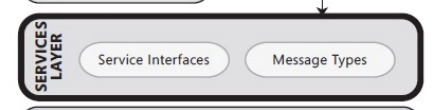 SERVICES
LAYER
Service Interfaces
Message Types